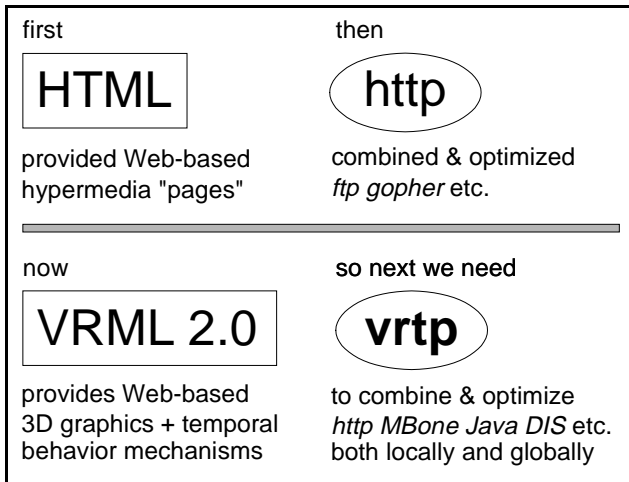 first
HTML
provided Web-based
hypermedia "pages"
then
http
combined & optimized
ftp gopher etc.
now
VRML 2.0
provides Web-based
3D graphics + temporal
behavior mechanisms
so next we need
vrtp
to combine & optimize
http MBone Java DIS etc.
both locally and globally